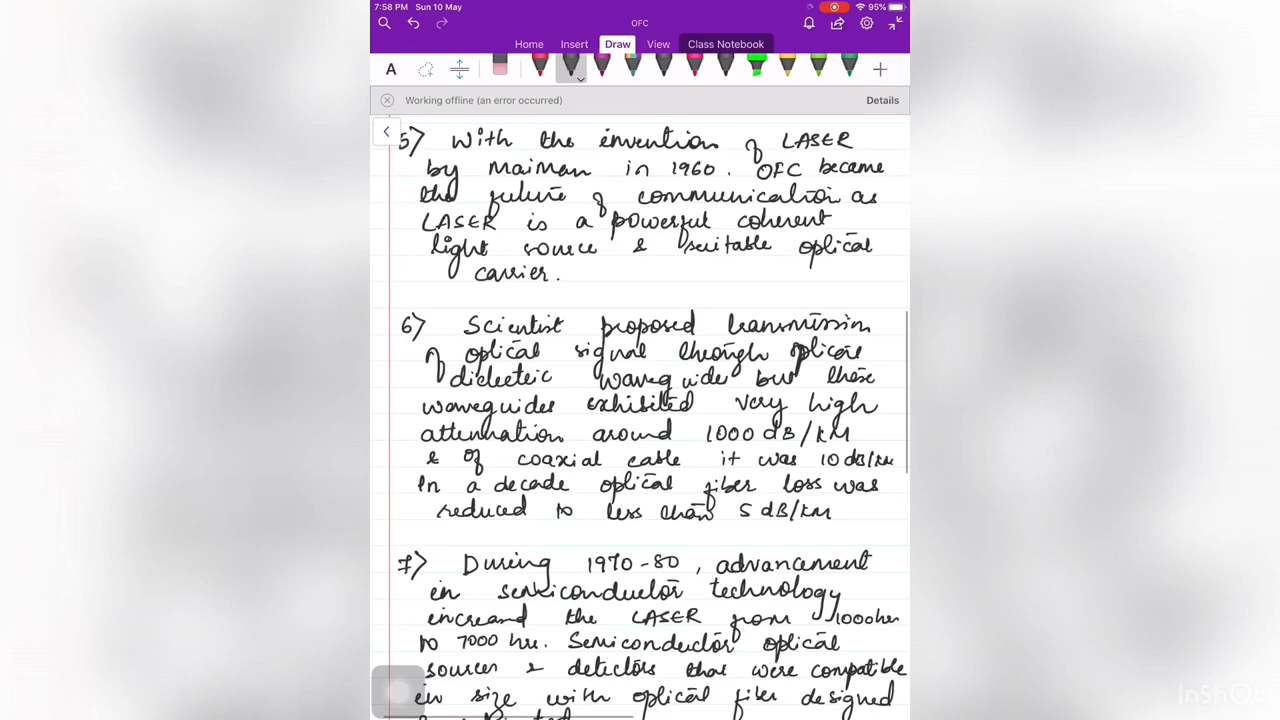 7:58 PM Sun 10 May
95%
OFC
Home Insert Draw View Class Notebook
A
Working offline (an error occurred) Details
5) With the invention of LASER
by Maiman in 1960. OFC became
the future of communication as
LASER is a powerful coherent
light source & suitable optical
carrier.
6) Scientist proposed transmission
of optical signal through optical
dielectric waveguides but these
waveguides exhibited very high
attenuation around 1000 dB/KM
& of coaxial cable it was 10 dB/KM
In a decade optical fiber loss was
reduced to less than 5 dB/KM
7) During 1970-80, advancement
in semiconductor technology
increased the LASER from 1000 hrs
to 7000 hrs. Semiconductor optical
sources & detectors that were compatible
in size with optical fiber designed
InShOt